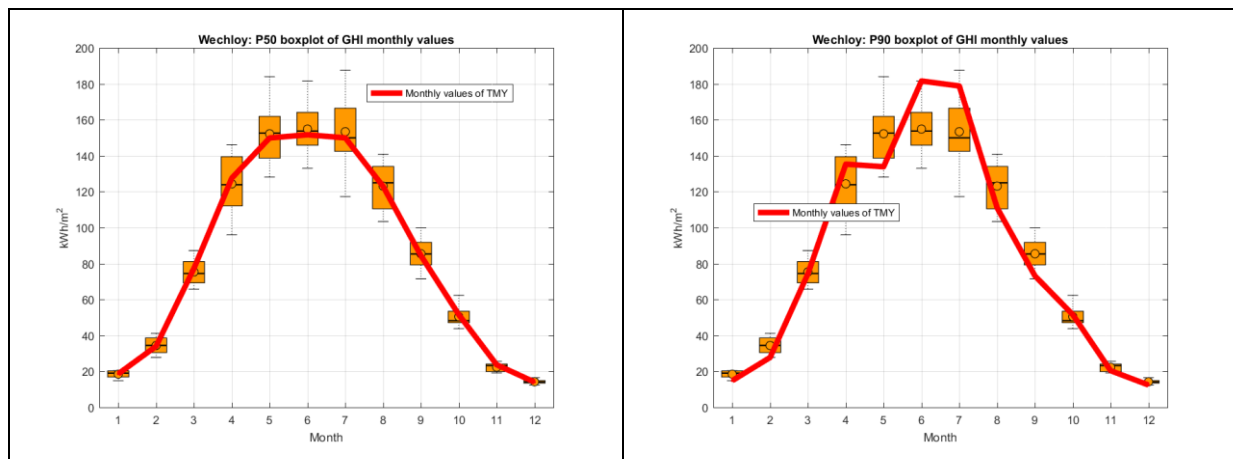 Wechloy: P50 boxplot of GHI monthly values
200
180
160
140
120
100
80
60
40
20
0
kWh/m²
Monthly values of TMY
1 2 3 4 5 6 7 8 9 10 11 12
Month
Wechloy: P90 boxplot of GHI monthly values
200
180
160
140
120
100
80
60
40
20
0
kWh/m²
Monthly values of TMY
1 2 3 4 5 6 7 8 9 10 11 12
Month